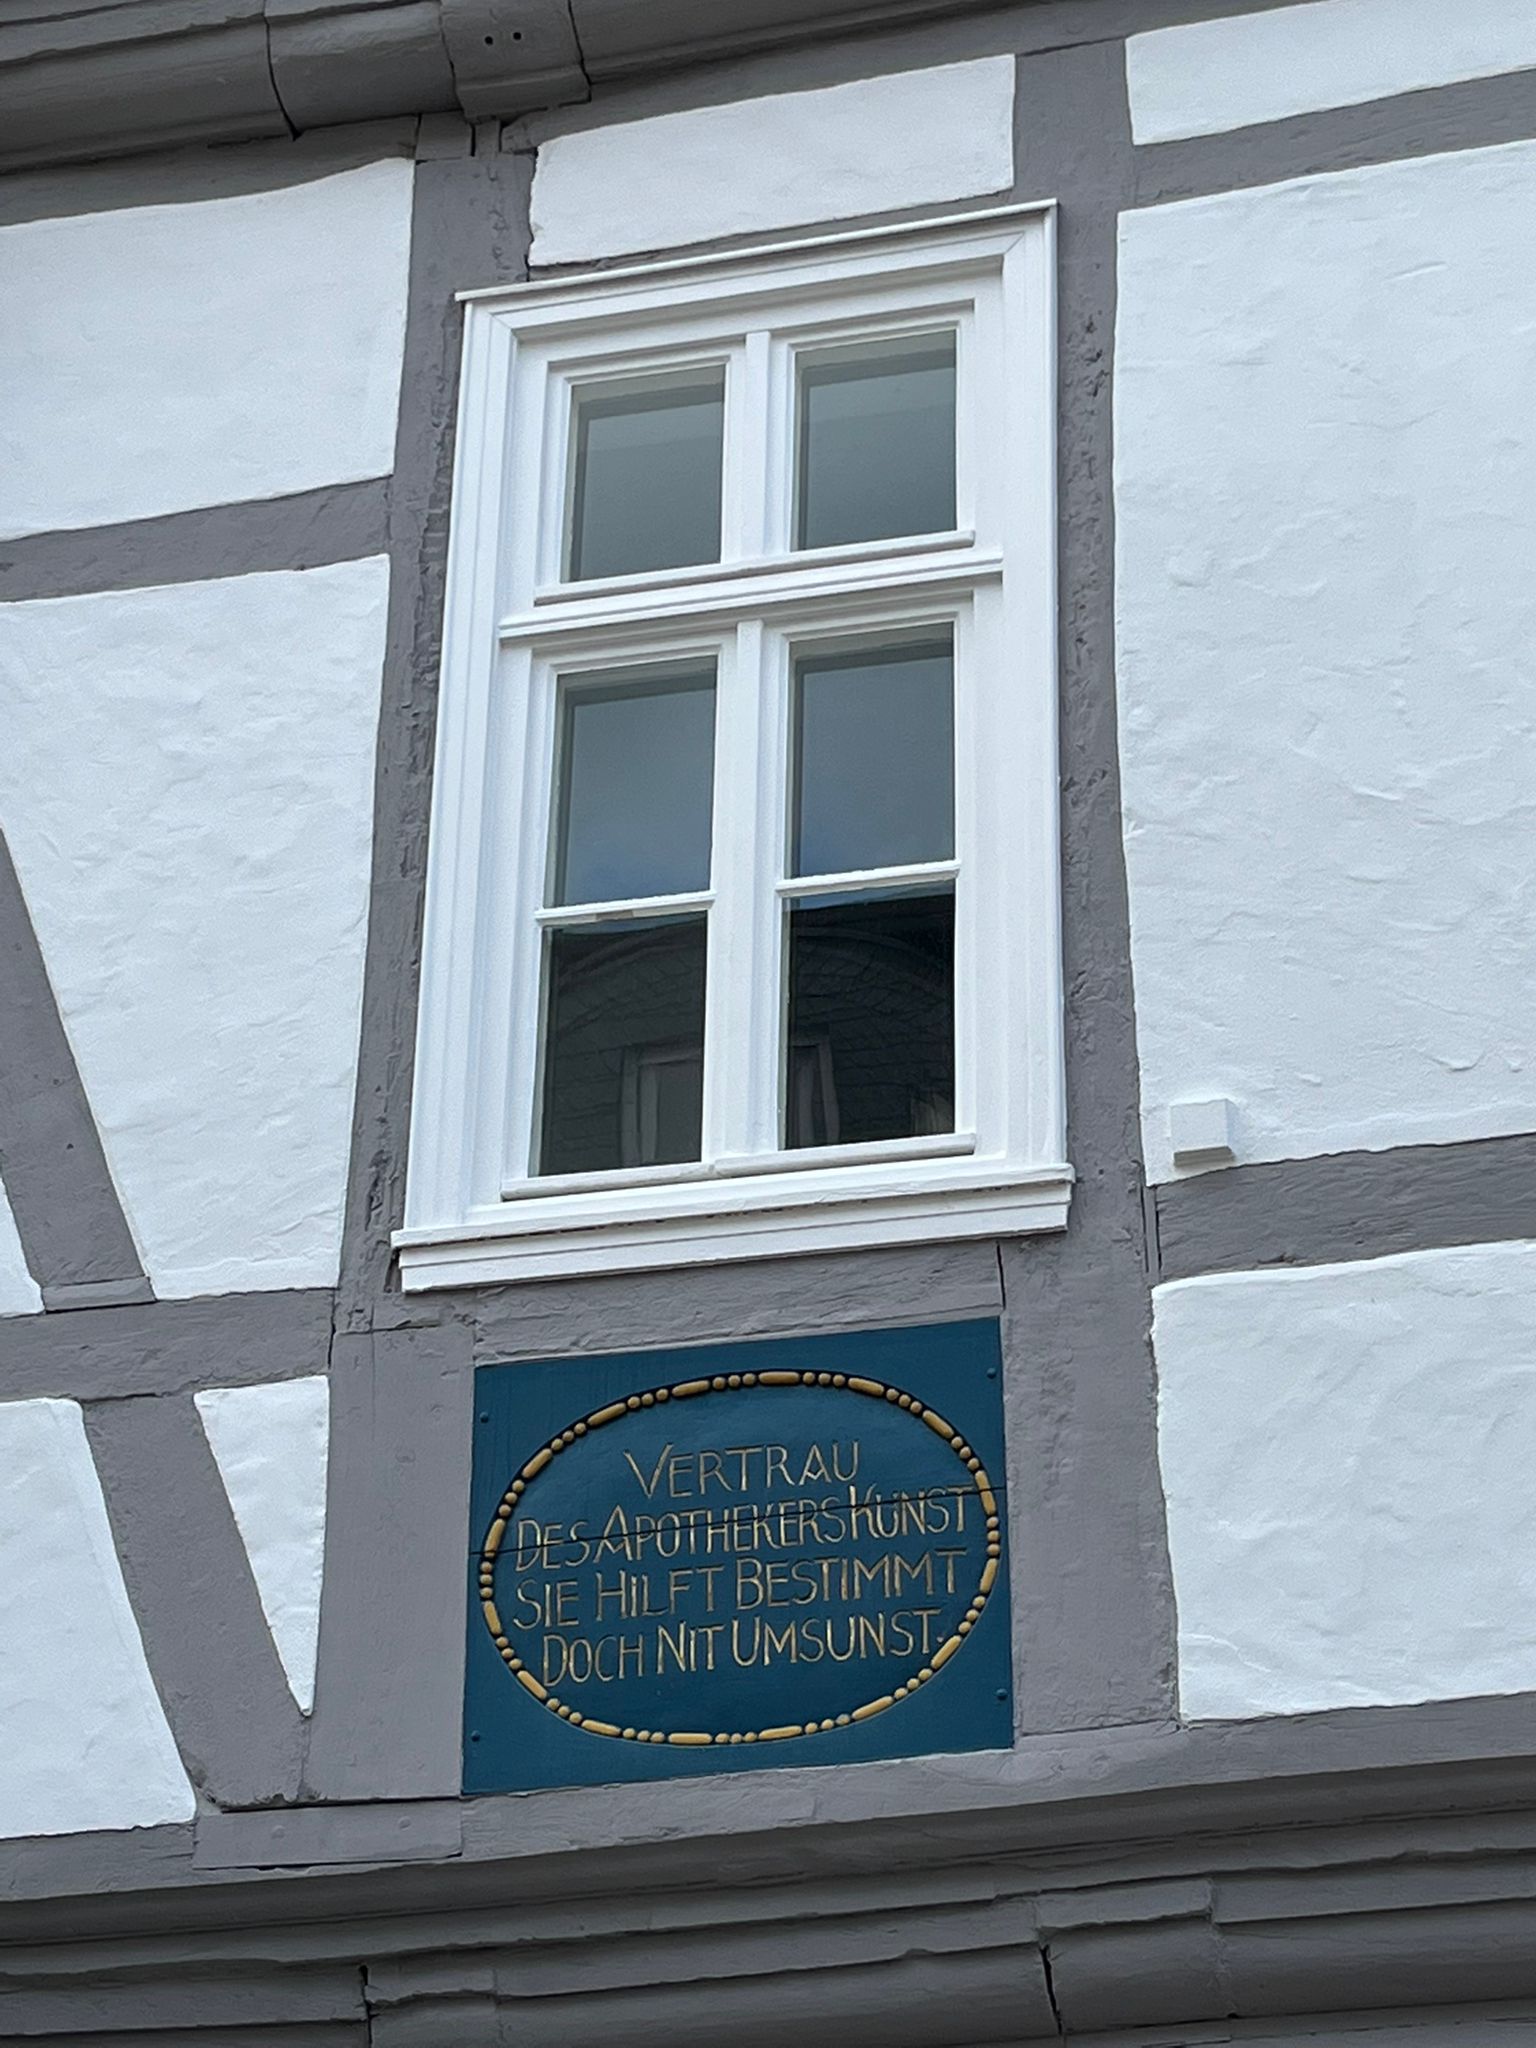 VERTRAU
DES APOTHEKERS KUNST
SIE HILFT BESTIMMT
DOCH NIT UMSUNST.